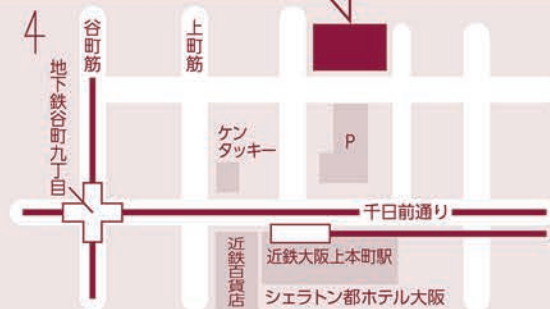 谷町筋
上町筋
地下鉄谷町九丁目
ケン
タッキー
P
千日前通り
近鉄百貨店
近鉄大阪上本町駅
シェラトン都ホテル大阪